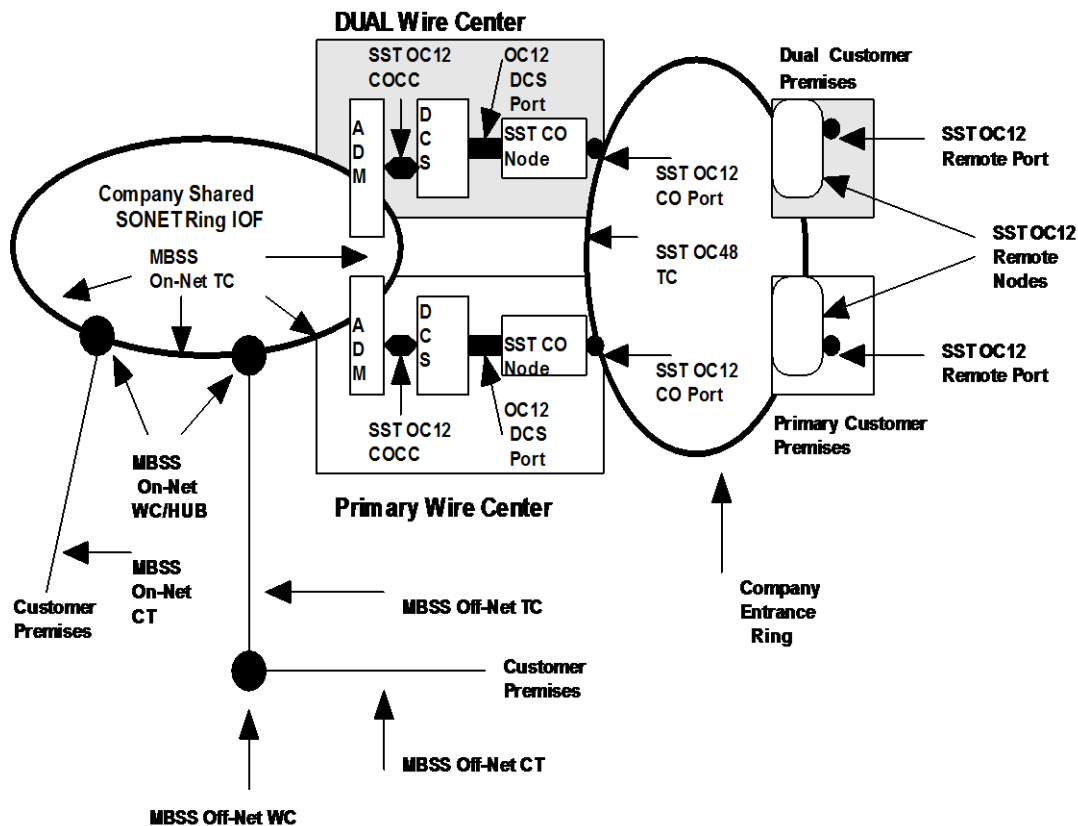 DUAL Wire Center
SST OC12
COCC
OC12
DCS
Port
Dual Customer
Premises
A
D
M
D
C
S
SST CO
Node
SST OC12
Remote Port
SST OC12
CO Port
Company Shared
SONET Ring IOF
MBSS
On-Net TC
SST OC48
TC
SST OC12
Remote
Nodes
A
D
M
D
C
S
SST CO
Node
SST OC12
CO Port
SST OC12
Remote Port
SST OC12
COCC
OC12
DCS
Port
Primary Customer
Premises
MBSS
On-Net
WC/HUB
Primary Wire Center
MBSS
On-Net
CT
Customer
Premises
MBSS Off-Net TC
Company
Entrance
Ring
Customer
Premises
MBSS Off-Net CT
MBSS Off-Net WC